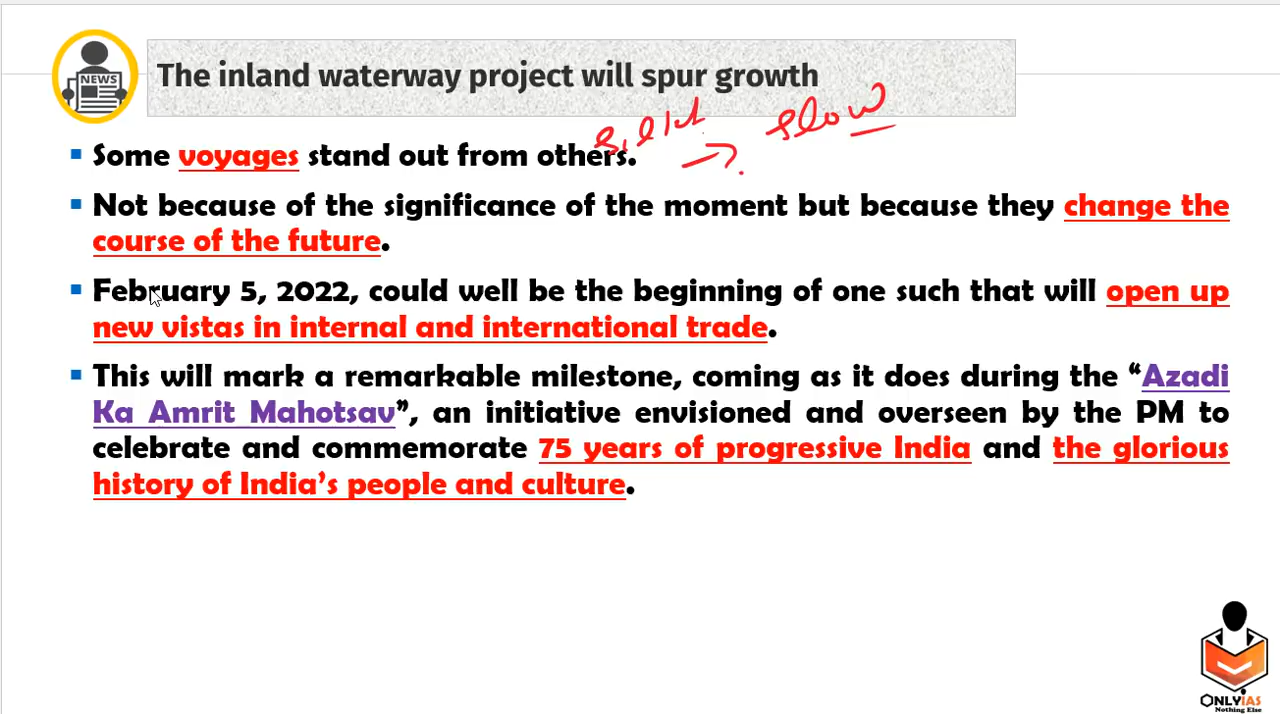 NEWS
The inland waterway project will spur growth
slow
Some voyages stand out from others.
Not because of the significance of the moment but because they change the
course of the future.
February 5, 2022, could well be the beginning of one such that will open up
new vistas in internal and international trade.
This will mark a remarkable milestone, coming as it does during the “Azadi
Ka Amrit Mahotsav”, an initiative envisioned and overseen by the PM to
celebrate and commemorate 75 years of progressive India and the glorious
history of India’s people and culture.
ONLYIAS
Nothing Else